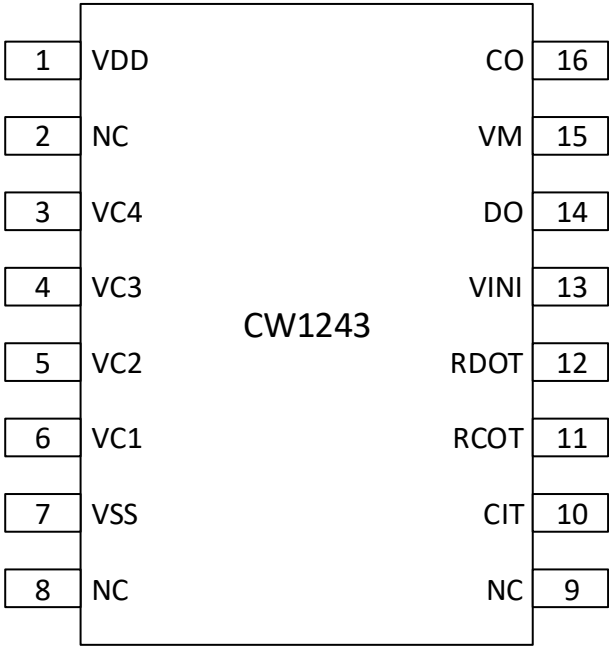 1 VDD CO 16
2 NC VM 15
3 VC4 DO 14
4 VC3 VINI 13
CW1243
5 VC2 RDOT 12
6 VC1 RCOT 11
7 VSS CIT 10
8 NC NC 9